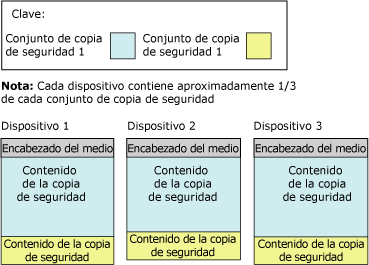 Clave:
Conjunto de copia
de seguridad 1
Conjunto de copia
de seguridad 1
Nota: Cada dispositivo contiene aproximadamente 1/3
de cada conjunto de copia de seguridad
Dispositivo 1
Encabezado del medio
Contenido
de la copia
de seguridad
Contenido de la copia
de seguridad
Dispositivo 2
Encabezado del medio
Contenido
de la copia
de seguridad
Contenido de la copia
de seguridad
Dispositivo 3
Encabezado del medio
Contenido
de la copia
de seguridad
Contenido de la copia
de seguridad